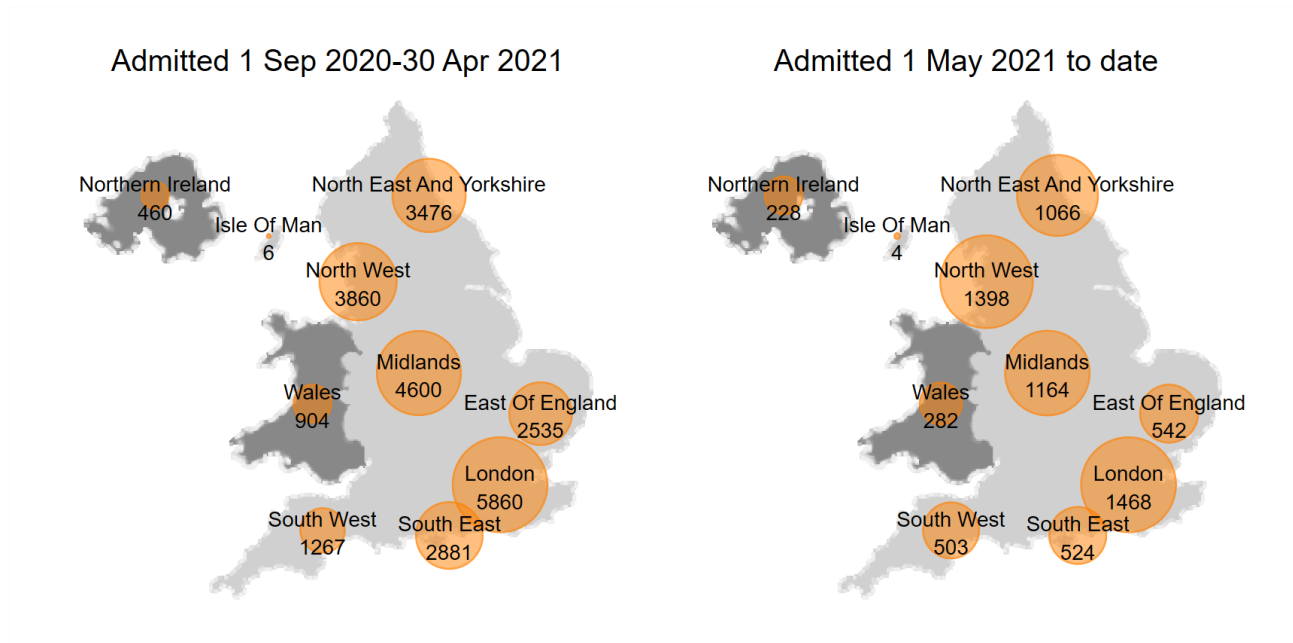 Admitted 1 Sep 2020-30 Apr 2021
Northern Ireland
460
Isle Of Man
6
North East And Yorkshire
3476
North West
3860
Midlands
4600
Wales
904
East Of England
2535
London
5860
South West
1267
South East
2881
Admitted 1 May 2021 to date
Northern Ireland
228
Isle Of Man
4
North East And Yorkshire
1066
North West
1398
Midlands
1164
Wales
282
East Of England
542
London
1468
South West
503
South East
524